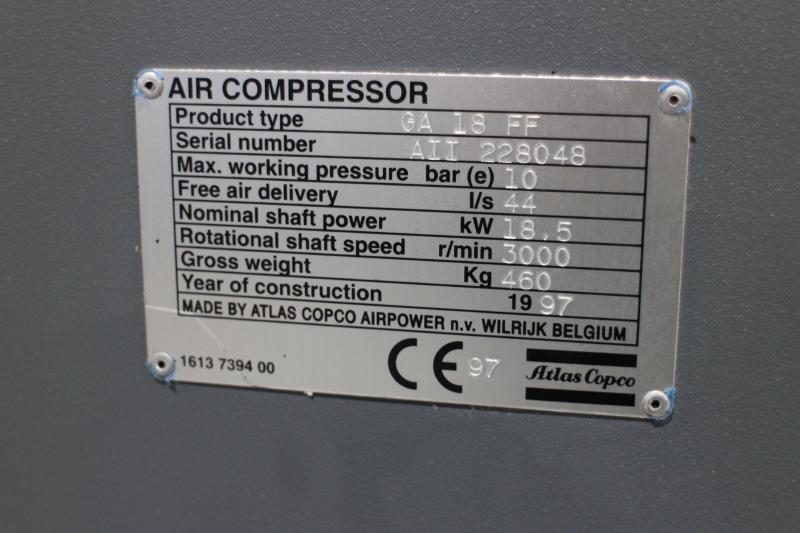 AIR COMPRESSOR
Product type GA 18 FF
Serial number AII 228048
Max. working pressure bar (e) 10
Free air delivery l/s 44
Nominal shaft power kW 18,5
Rotational shaft speed r/min 3000
Gross weight Kg 460
Year of construction 19 97
MADE BY ATLAS COPCO AIRPOWER n.v. WILRIJK BELGIUM
1613 7394 00 CE 97 Atlas Copco